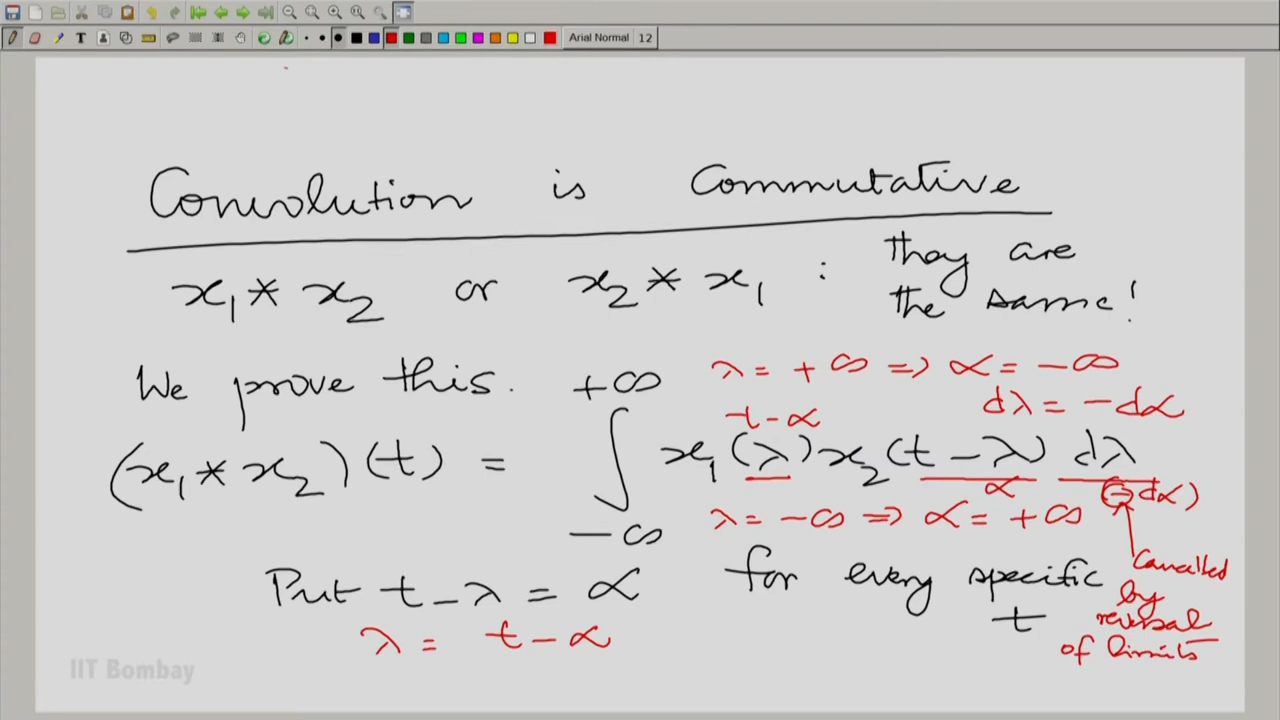 Arial Normal 12
Convolution is Commutative
x₁ * x₂ or x₂ * x₁ : they are the same!
We prove this.
λ = +∞ => α = -∞
t - α dλ = -dα
(x₁ * x₂)(t) = ∫ +∞ -∞ x₁(λ) x₂(t - λ) dλ
α (-dα)
λ = -∞ => α = +∞
Cancelled by reversal of limits
Put t - λ = α for every specific t
λ = t - α
IIT Bombay